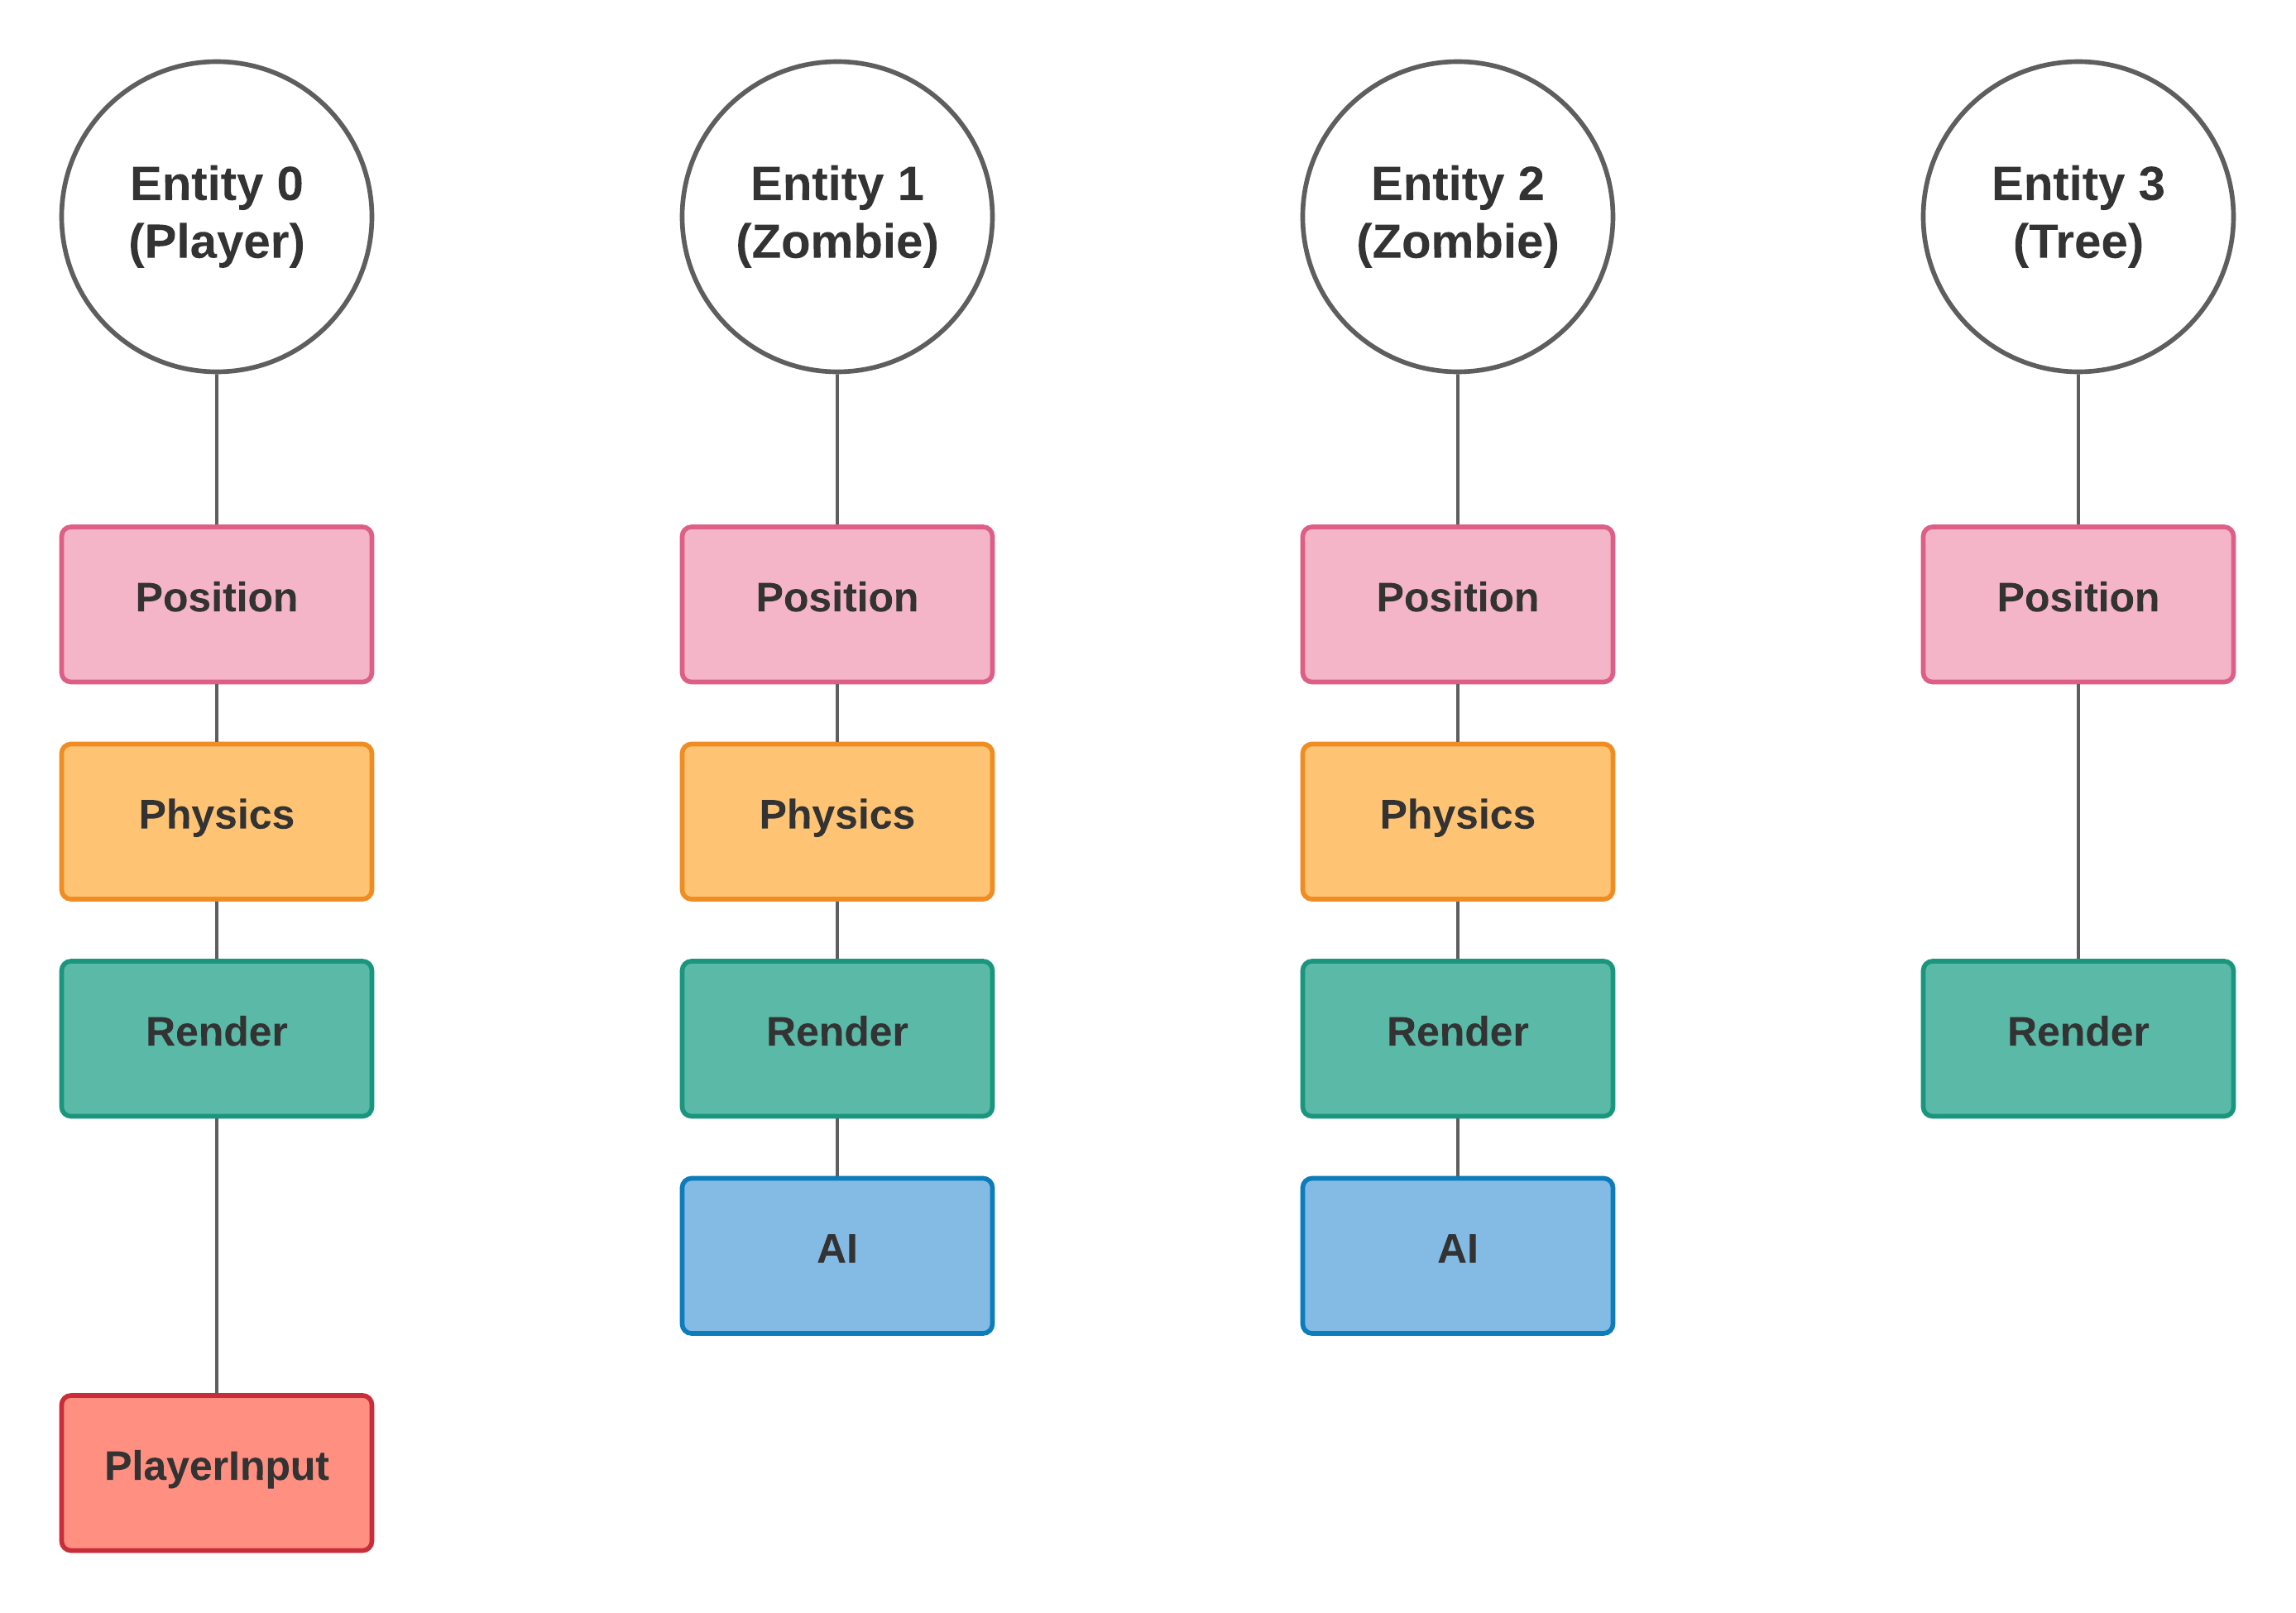 Entity 0
(Player)
Entity 1
(Zombie)
Entity 2
(Zombie)
Entity 3
(Tree)
Position
Position
Position
Position
Physics
Physics
Physics
Render
Render
Render
Render
AI
AI
PlayerInput